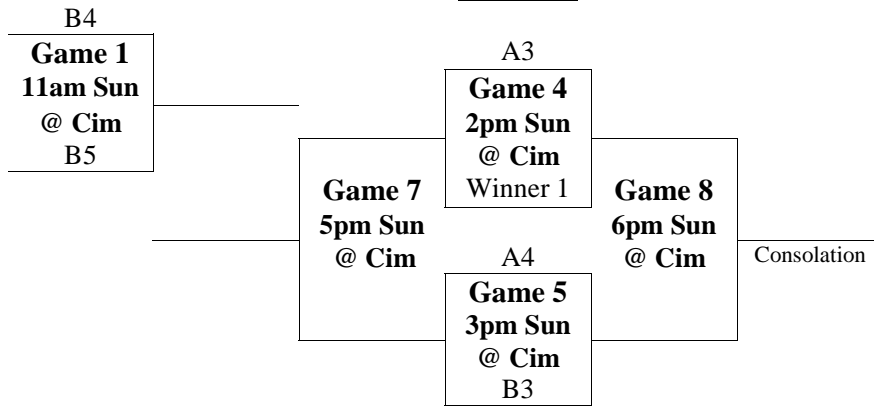 B4
Game 1
11am Sun
@ Cim
B5
A3
Game 4
2pm Sun
@ Cim
Winner 1
Game 7
5pm Sun
@ Cim
Game 8
6pm Sun
@ Cim
Consolation
A4
Game 5
3pm Sun
@ Cim
B3